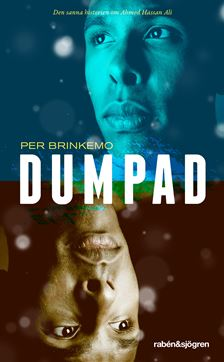 Den sanna historien om Ahmed Hassan Ali
PER BRINKEMO
DUMPAD
rabén&sjögren